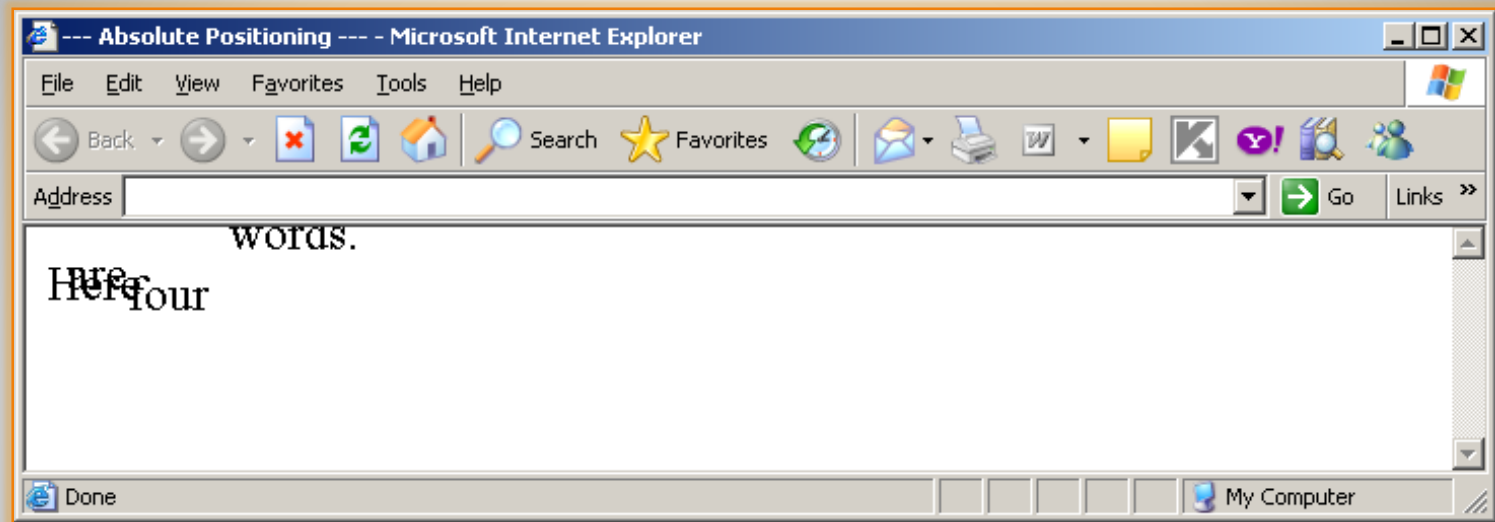 --- Absolute Positioning --- - Microsoft Internet Explorer
File Edit View Favorites Tools Help
Back Search Favorites W K Y!
Address Go Links »
words.
Here are four
Done My Computer